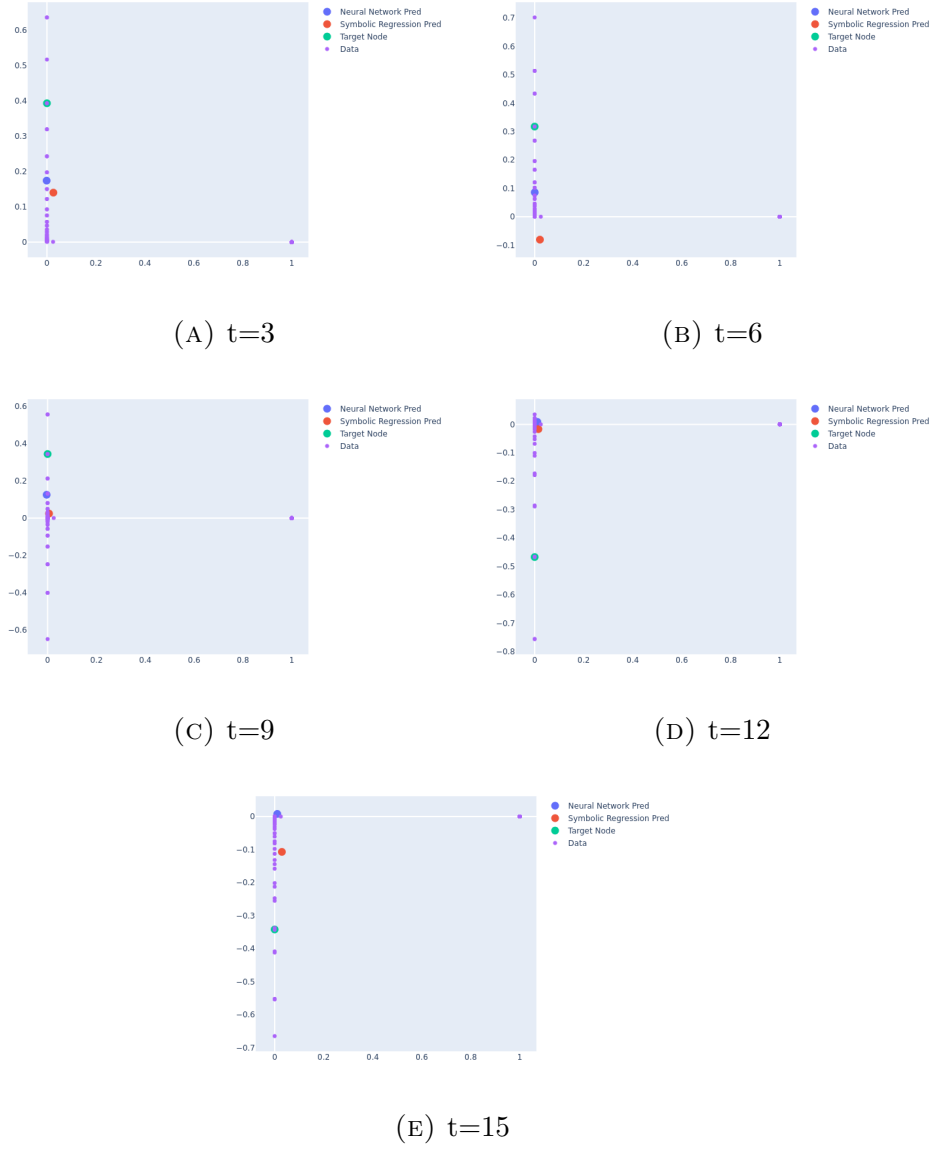 Neural Network Pred
Symbolic Regression Pred
Target Node
Data
0.6
0.5
0.4
0.3
0.2
0.1
0
0 0.2 0.4 0.6 0.8 1
(A) t=3
Neural Network Pred
Symbolic Regression Pred
Target Node
Data
0.7
0.6
0.5
0.4
0.3
0.2
0.1
0
−0.1
0 0.2 0.4 0.6 0.8 1
(B) t=6
Neural Network Pred
Symbolic Regression Pred
Target Node
Data
0.6
0.4
0.2
0
−0.2
−0.4
−0.6
0 0.2 0.4 0.6 0.8 1
(C) t=9
Neural Network Pred
Symbolic Regression Pred
Target Node
Data
0
−0.1
−0.2
−0.3
−0.4
−0.5
−0.6
−0.7
−0.8
0 0.2 0.4 0.6 0.8 1
(D) t=12
Neural Network Pred
Symbolic Regression Pred
Target Node
Data
0
−0.1
−0.2
−0.3
−0.4
−0.5
−0.6
−0.7
0 0.2 0.4 0.6 0.8 1
(E) t=15